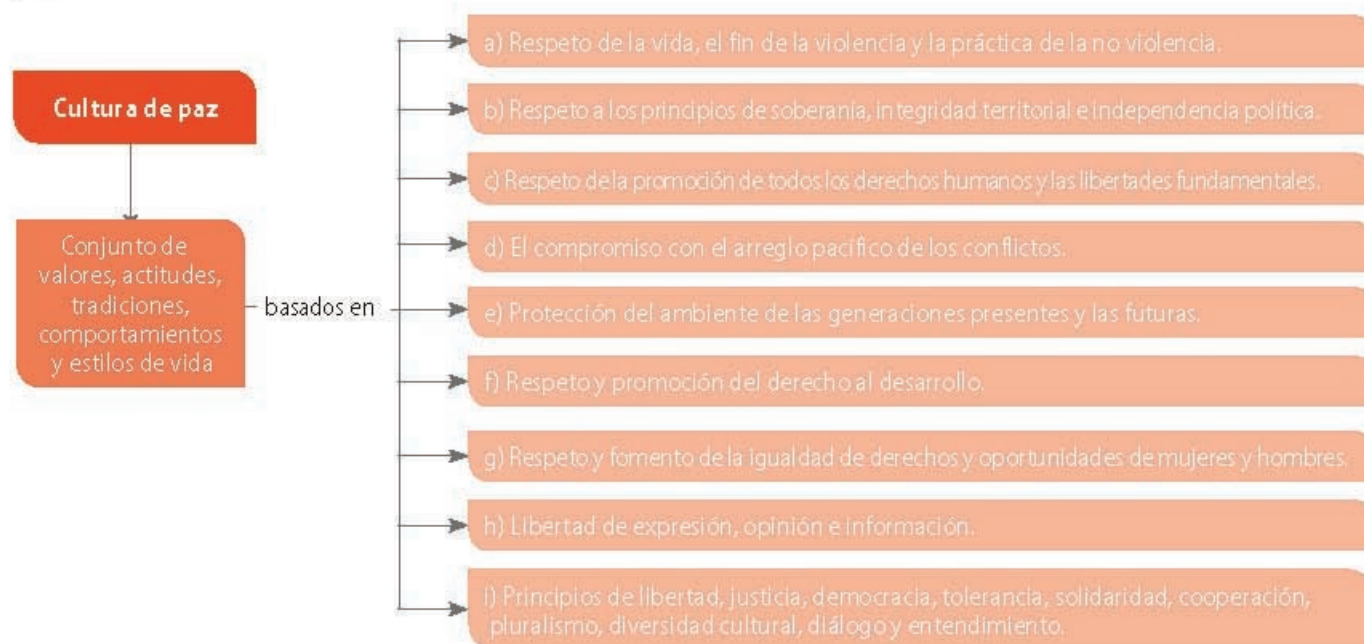 Cultura de paz
Conjunto de
valores, actitudes,
tradiciones,
comportamientos
y estilos de vida
basados en
a) Respeto de la vida, el fin de la violencia y la práctica de la no violencia.
b) Respeto a los principios de soberanía, integridad territorial e independencia política.
c) Respeto de la promoción de todos los derechos humanos y las libertades fundamentales.
d) El compromiso con el arreglo pacífico de los conflictos.
e) Protección del ambiente de las generaciones presentes y las futuras.
f) Respeto y promoción del derecho al desarrollo.
g) Respeto y fomento de la igualdad de derechos y oportunidades de mujeres y hombres.
h) Libertad de expresión, opinión e información.
i) Principios de libertad, justicia, democracia, tolerancia, solidaridad, cooperación,
pluralismo, diversidad cultural, diálogo y entendimiento.